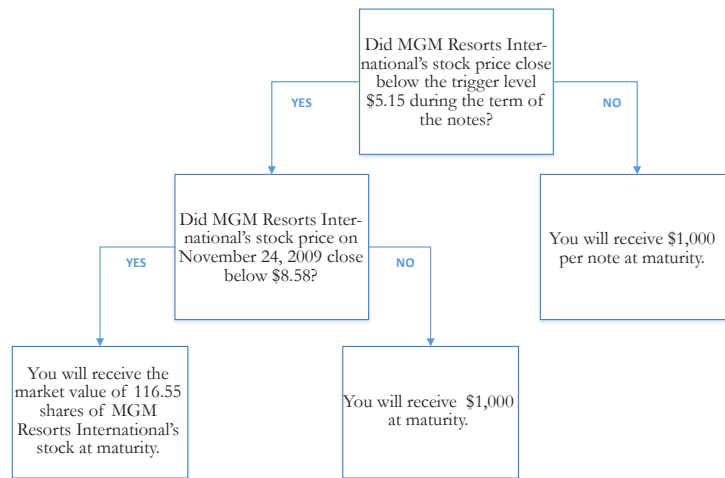 Did MGM Resorts Inter-
national's stock price close
below the trigger level
$5.15 during the term of
the notes?
YES
NO
Did MGM Resorts Inter-
national's stock price on
November 24, 2009 close
below $8.58?
You will receive $1,000
per note at maturity.
YES
NO
You will receive the
market value of 116.55
shares of MGM
Resorts International's
stock at maturity.
You will receive $1,000
at maturity.